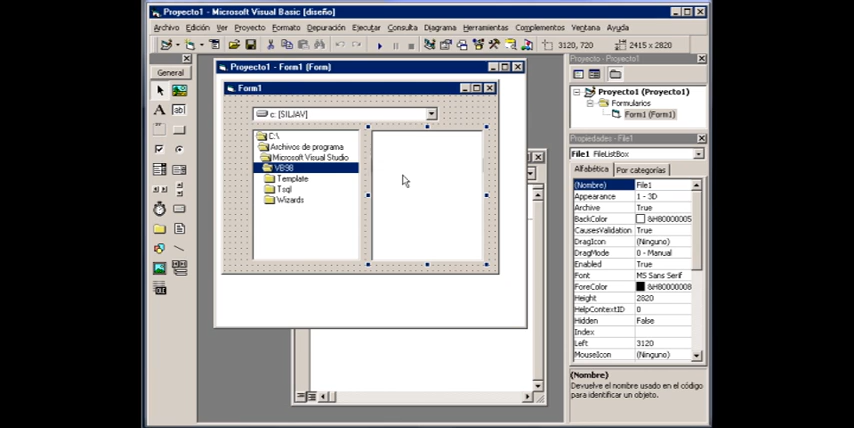 Proyecto1 - Microsoft Visual Basic [diseño]
Archivo Edición Ver Proyecto Formato Depuración Ejecutar Consulta Diagrama Herramientas Complementos Ventana Ayuda
3120, 720 2415 x 2820
General
A ab|
Proyecto1 - Form1 (Form)
Form1
c: [SILJAV]
C:\
Archivos de programa
Microsoft Visual Studio
VB98
Template
Tsql
Wizards
Proyecto - Proyecto1
Proyecto1 (Proyecto1)
Formularios
Form1 (Form1)
Propiedades - File1
File1 FileListBox
Alfabética Por categorías
(Nombre) File1
Appearance 1 - 3D
Archive True
BackColor &H80000005
CausesValidation True
DragIcon (Ninguno)
DragMode 0 - Manual
Enabled True
Font MS Sans Serif
ForeColor &H80000008
Height 2820
HelpContextID 0
Hidden False
Index
Left 3120
MouseIcon (Ninguno)
(Nombre)
Devuelve el nombre usado en el código
para identificar un objeto.